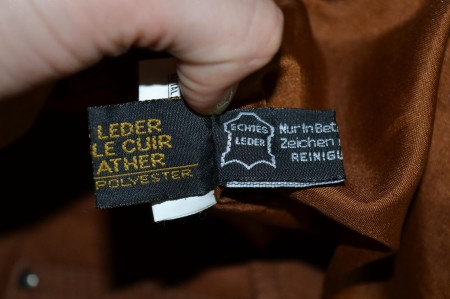 LEDER
LE CUIR
ATHER
POLYESTER
ECHTES
LEDER
Nur In Bet
Zeichen
REINIGU